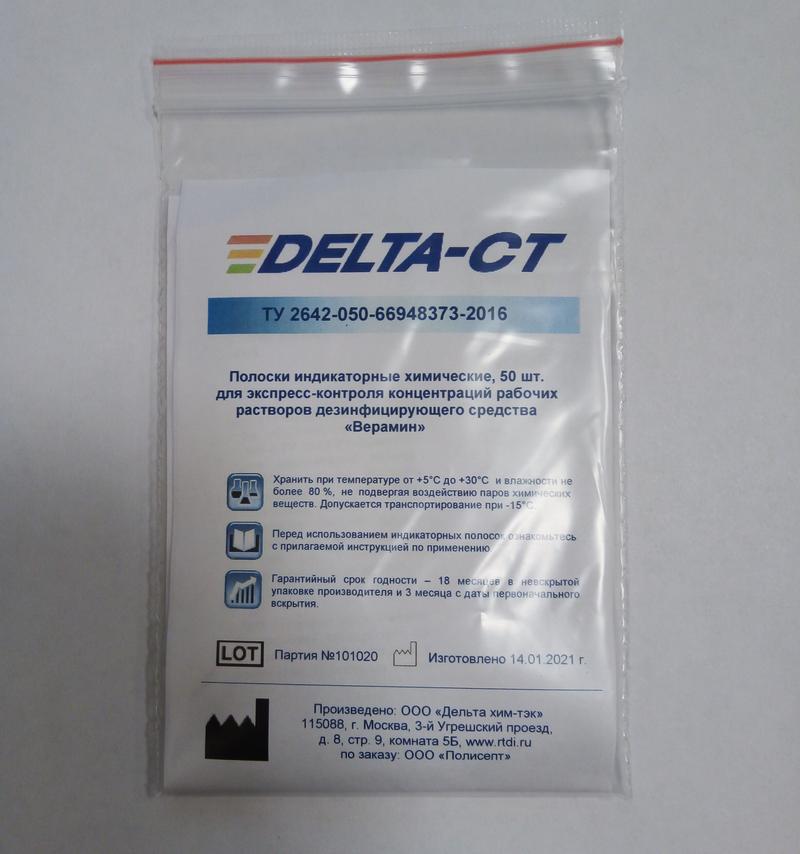 DELTA-CT
ТУ 2642-050-66948373-2016
Полоски индикаторные химические, 50 шт.
для экспресс-контроля концентраций рабочих
растворов дезинфицирующего средства
«Верамин»
Хранить при температуре от +5°С до +30°С и влажности не
более 80 %, не подвергая воздействию паров химических
веществ. Допускается транспортирование при -15°С.
Перед использованием индикаторных полосок ознакомьтесь
с прилагаемой инструкцией по применению
Гарантийный срок годности – 18 месяцев в невскрытой
упаковке производителя и 3 месяца с даты первоначального
вскрытия.
LOT Партия №101020 Изготовлено 14.01.2021 г.
Произведено: ООО «Дельта хим-тэк»
115088, г. Москва, 3-й Угрешский проезд,
д. 8, стр. 9, комната 5Б, www.rtdi.ru
по заказу: ООО «Полисепт»